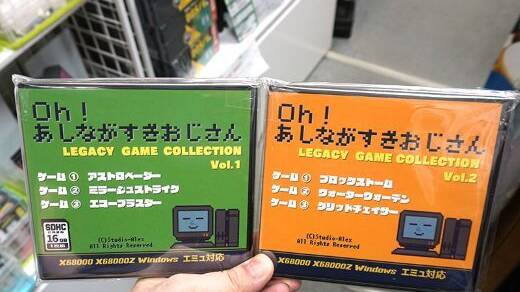 Oh!
あしながすぎおじさん
LEGACY GAME COLLECTION
Vol.1
ゲーム① アストロベーダー
ゲーム② ミラージュストライク
ゲーム③ エコーブラスター
SDHC
16GB
(C)Studio-Alex
All Rights Reserved
X68000 X68000Z Windows エミュ対応
Oh!
あしながすぎおじさん
LEGACY GAME COLLECTION
Vol.2
ゲーム① ブロックストーム
ゲーム② ウォーターウォーデン
ゲーム③ グリッドチェイサー
(C)Studio-Alex
All Rights Reserved
X68000 X68000Z Windows エミュ対応